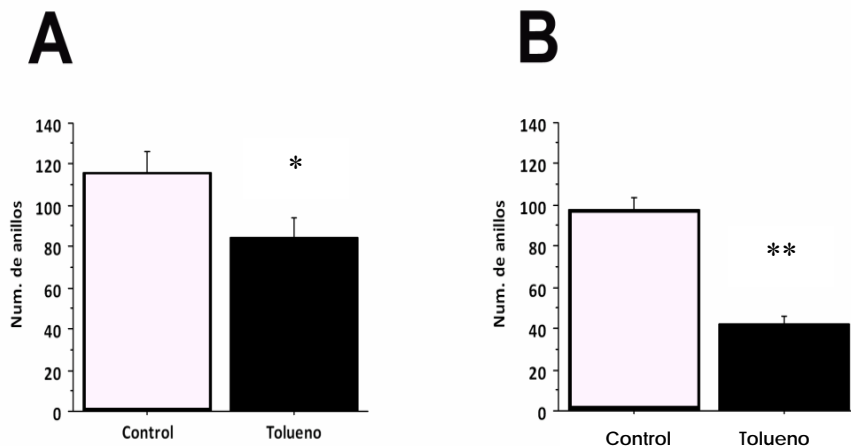 A
Num. de anillos
140
120
100
80
60
40
20
0
*
Control
Tolueno
B
Num. de anillos
140
120
100
80
60
40
20
0
**
Control
Tolueno